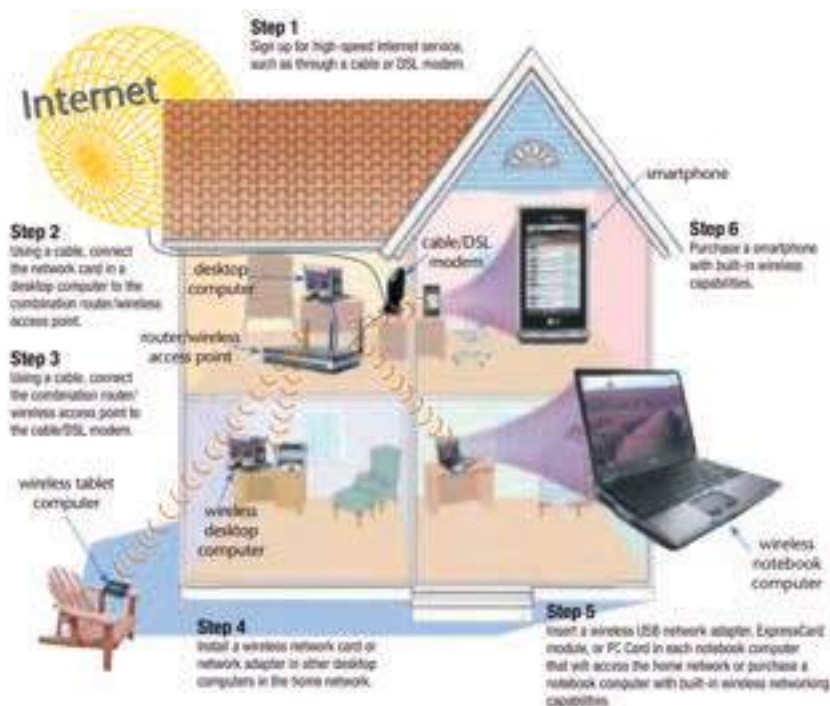 Step 1
Sign up for high-speed Internet service,
such as through a cable or DSL modem
Internet
smartphone
Step 2
Using a cable, connect
the network card in a
desktop computer to the
combination router/wireless
access point.
desktop
computer
cable/DSL
modem
Step 6
Purchase a smartphone
with built-in wireless
capabilities.
router/wireless
access point
Step 3
Using a cable, connect
the combination router/
wireless access point to
the cable/DSL modem.
wireless tablet
computer
wireless
desktop
computer
wireless
notebook
computer
Step 4
Install a wireless network card or
network adapter in other desktop
computers in the home network.
Step 5
Insert a wireless USB network adapter, ExpressCard
module, or PC Card in each notebook computer
that will access the home network or purchase a
notebook computer with built-in wireless networking
capabilities